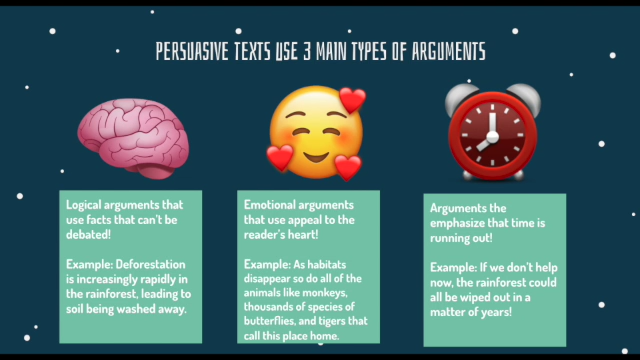 PERSUASIVE TEXTS USE 3 MAIN TYPES OF ARGUMENTS
Logical arguments that
use facts that can't be
debated!
Example: Deforestation
is increasingly rapidly in
the rainforest, leading to
soil being washed away.
Emotional arguments
that use appeal to the
reader's heart!
Example: As habitats
disappear so do all of the
animals like monkeys,
thousands of species of
butterflies, and tigers that
call this place home.
Arguments the
emphasize that time is
running out!
Example: If we don't help
now, the rainforest could
all be wiped out in a
matter of years!